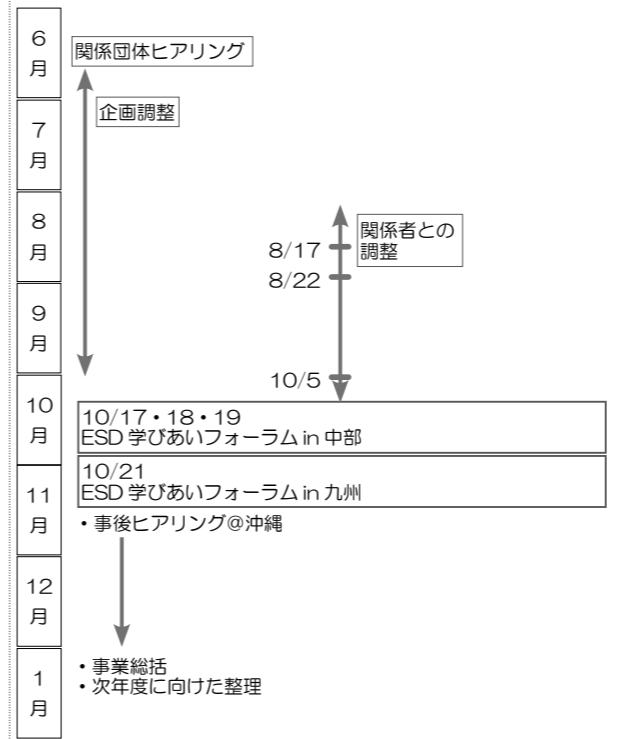 6
月
関係団体ヒアリング
企画調整
7
月
8
月
関係者との
調整
8/17
8/22
9
月
10/5
10
月
10/17・18・19
ESD 学びあいフォーラム in 中部
10/21
ESD 学びあいフォーラム in 九州
11
月
・事後ヒアリング@沖縄
12
月
1
月
・事業総括
・次年度に向けた整理